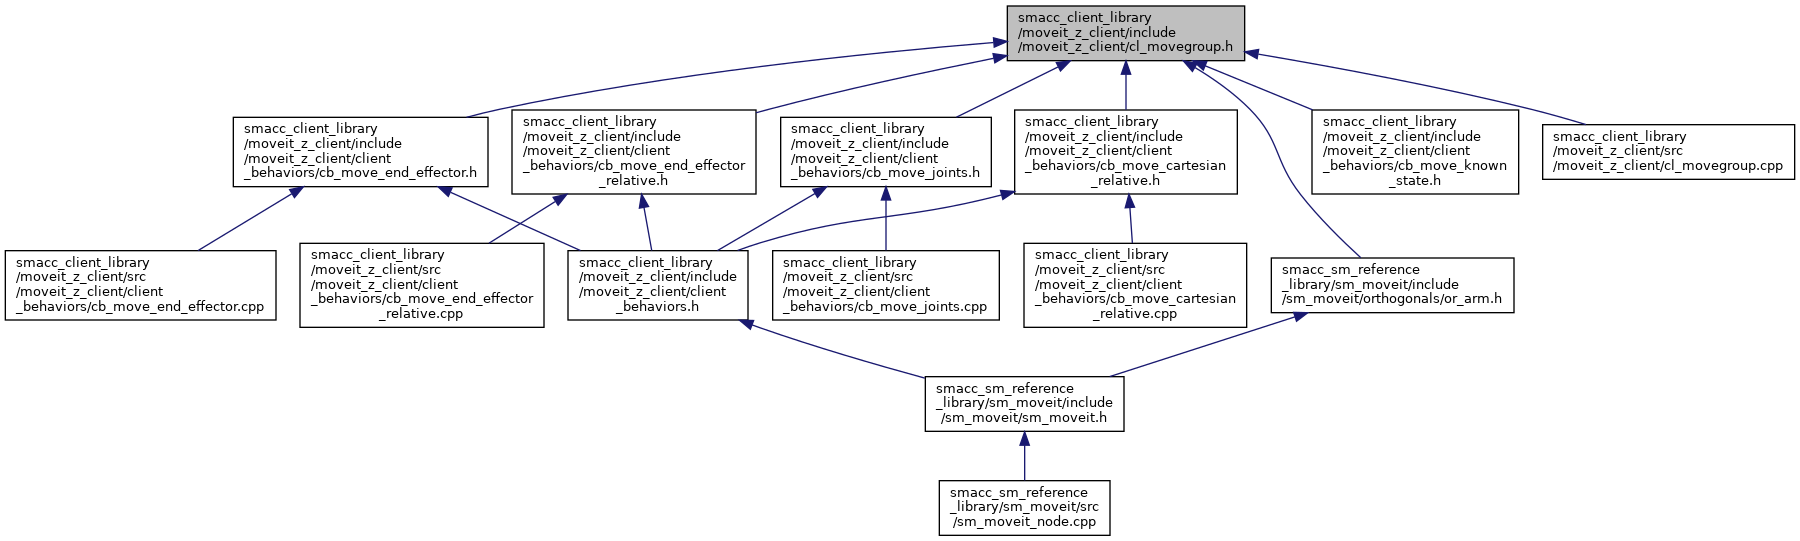 smacc_client_library
/moveit_z_client/include
/moveit_z_client/cl_movegroup.h
smacc_client_library
/moveit_z_client/include
/moveit_z_client/client
_behaviors/cb_move_end_effector.h
smacc_client_library
/moveit_z_client/include
/moveit_z_client/client
_behaviors/cb_move_end_effector
_relative.h
smacc_client_library
/moveit_z_client/include
/moveit_z_client/client
_behaviors/cb_move_joints.h
smacc_client_library
/moveit_z_client/include
/moveit_z_client/client
_behaviors/cb_move_cartesian
_relative.h
smacc_client_library
/moveit_z_client/include
/moveit_z_client/client
_behaviors/cb_move_known
_state.h
smacc_client_library
/moveit_z_client/src
/moveit_z_client/cl_movegroup.cpp
smacc_client_library
/moveit_z_client/src
/moveit_z_client/client
_behaviors/cb_move_end_effector.cpp
smacc_client_library
/moveit_z_client/src
/moveit_z_client/client
_behaviors/cb_move_end_effector
_relative.cpp
smacc_client_library
/moveit_z_client/include
/moveit_z_client/client
_behaviors.h
smacc_client_library
/moveit_z_client/src
/moveit_z_client/client
_behaviors/cb_move_joints.cpp
smacc_client_library
/moveit_z_client/src
/moveit_z_client/client
_behaviors/cb_move_cartesian
_relative.cpp
smacc_sm_reference
_library/sm_moveit/include
/sm_moveit/orthogonals/or_arm.h
smacc_sm_reference
_library/sm_moveit/include
/sm_moveit/sm_moveit.h
smacc_sm_reference
_library/sm_moveit/src
/sm_moveit_node.cpp